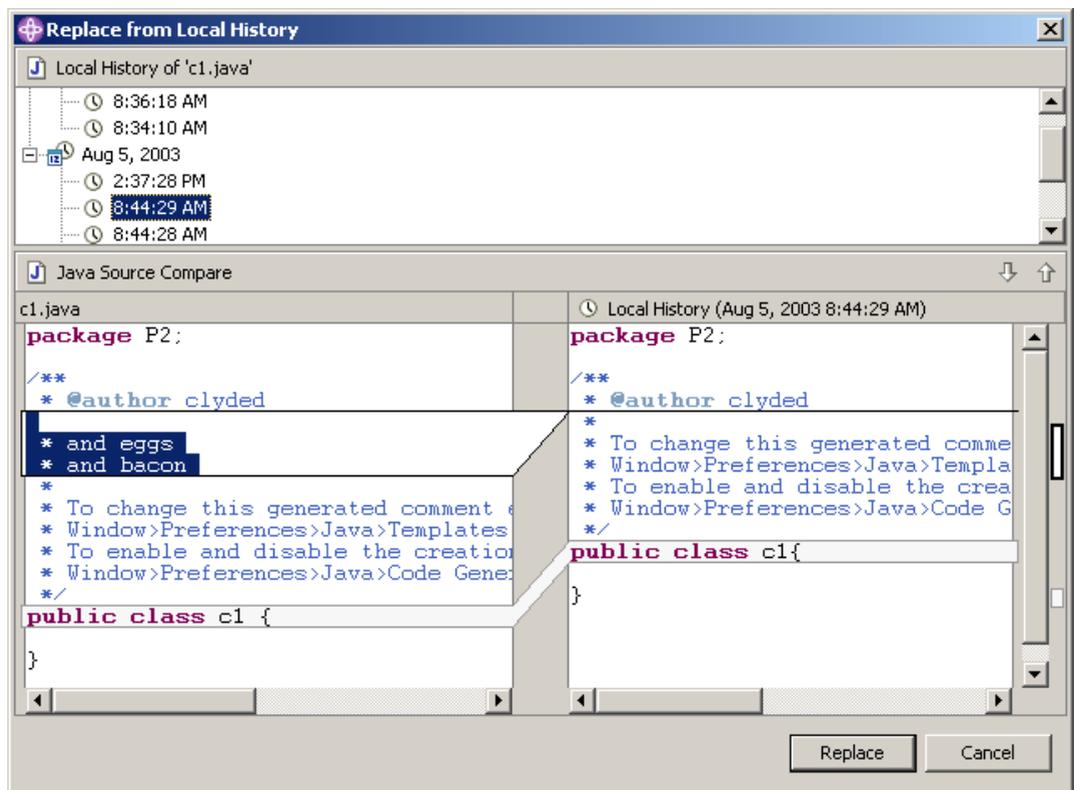 Replace from Local History
Local History of 'c1.java'
8:36:18 AM
8:34:10 AM
Aug 5, 2003
2:37:28 PM
8:44:29 AM
8:44:28 AM
Java Source Compare
c1.java
package P2;
/**
 * @author clyded
 * and eggs
 * and bacon
 *
 * To change this generated comment
 * Window>Preferences>Java>Templates
 * To enable and disable the creation
 * Window>Preferences>Java>Code Gene
 */
public class c1 {
}
Local History (Aug 5, 2003 8:44:29 AM)
package P2;
/**
 * @author clyded
 *
 * To change this generated comme
 * Window>Preferences>Java>Templa
 * To enable and disable the crea
 * Window>Preferences>Java>Code G
 */
public class c1{
}
Replace
Cancel